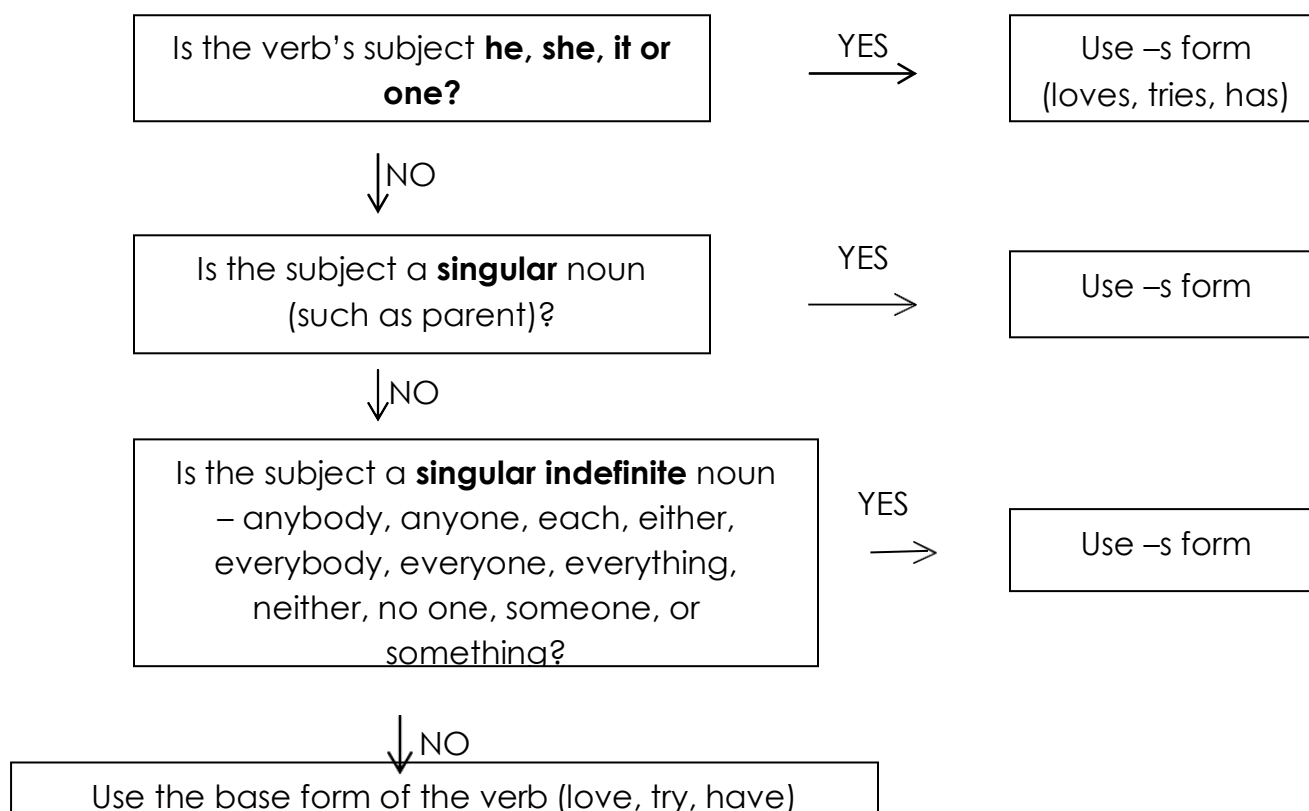 Is the verb’s subject he, she, it or
one?
YES
Use –s form
(loves, tries, has)
NO
Is the subject a singular noun
(such as parent)?
YES
Use –s form
NO
Is the subject a singular indefinite noun
– anybody, anyone, each, either,
everybody, everyone, everything,
neither, no one, someone, or
something?
YES
Use –s form
NO
Use the base form of the verb (love, try, have)